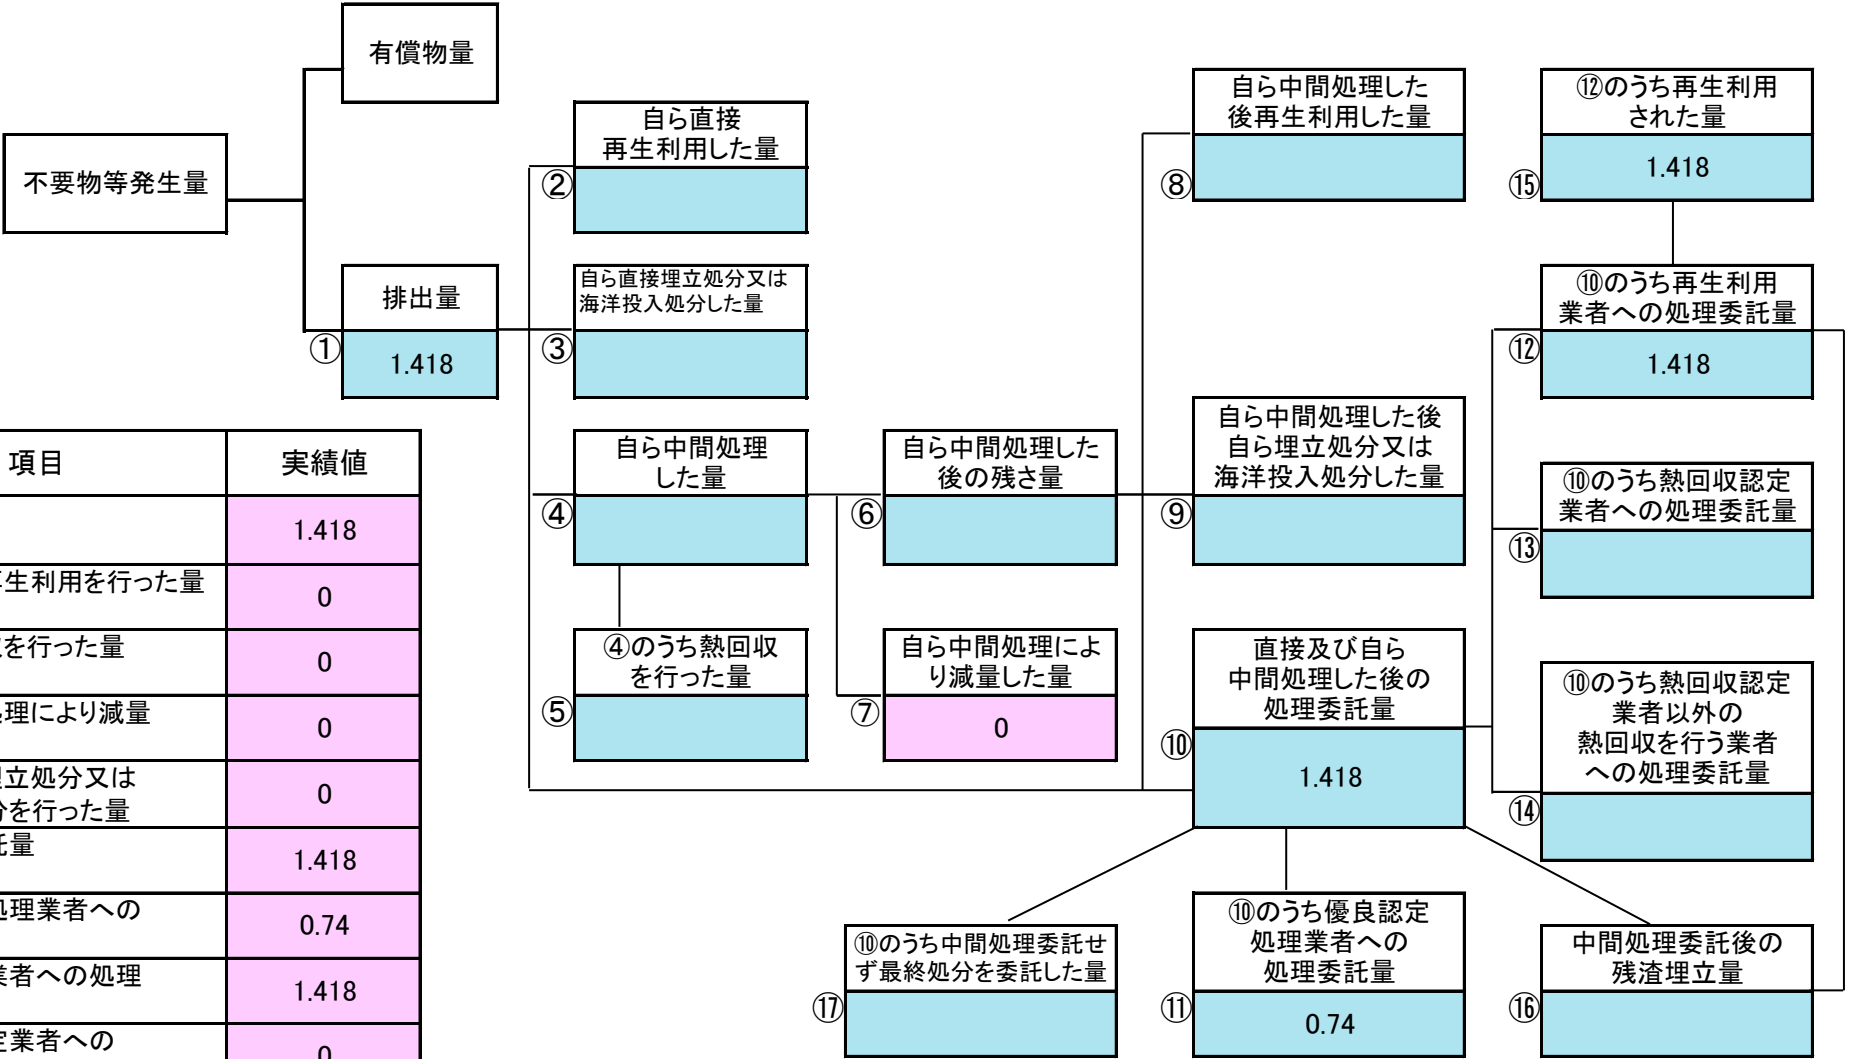 有償物量
不要物等発生量
自ら直接
再生利用した量
②
自ら中間処理した
後再生利用した量
⑧
⑫のうち再生利用
された量
⑮
1.418
排出量
①
1.418
自ら直接埋立処分又は
海洋投入処分した量
③
⑩のうち再生利用
業者への処理委託量
⑫
1.418
自ら中間処理
した量
④
自ら中間処理した
後の残さ量
⑥
自ら中間処理した後
自ら埋立処分又は
海洋投入処分した量
⑨
⑩のうち熱回収認定
業者への処理委託量
⑬
④のうち熱回収
を行った量
⑤
自ら中間処理によ
り減量した量
⑦
0
直接及び自ら
中間処理した後の
処理委託量
⑩
1.418
⑩のうち熱回収認定
業者以外の
熱回収を行う業者
への処理委託量
⑭
⑩のうち中間処理委託せ
ず最終処分を委託した量
⑰
⑩のうち優良認定
処理業者への
処理委託量
⑪
0.74
中間処理委託後の
残渣埋立量
⑯
項目 実績値
1.418
生利用を行った量 0
を行った量 0
理により減量 0
立処分又は
を行った量 0
量 1.418
処理業者への 0.74
業者への処理 1.418
業者への 0